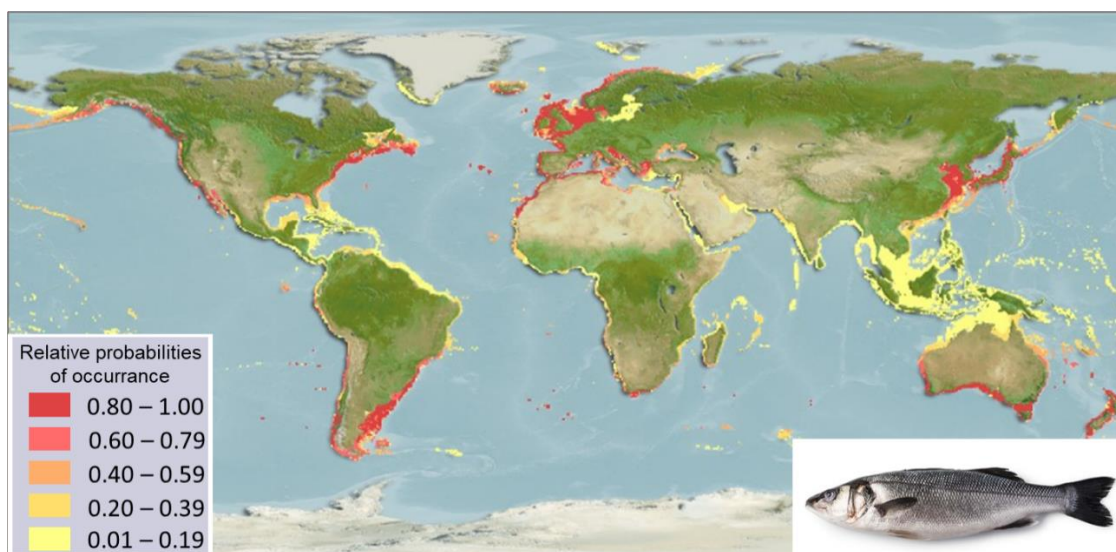 Relative probabilities
of occurrance
0.80 – 1.00
0.60 – 0.79
0.40 – 0.59
0.20 – 0.39
0.01 – 0.19